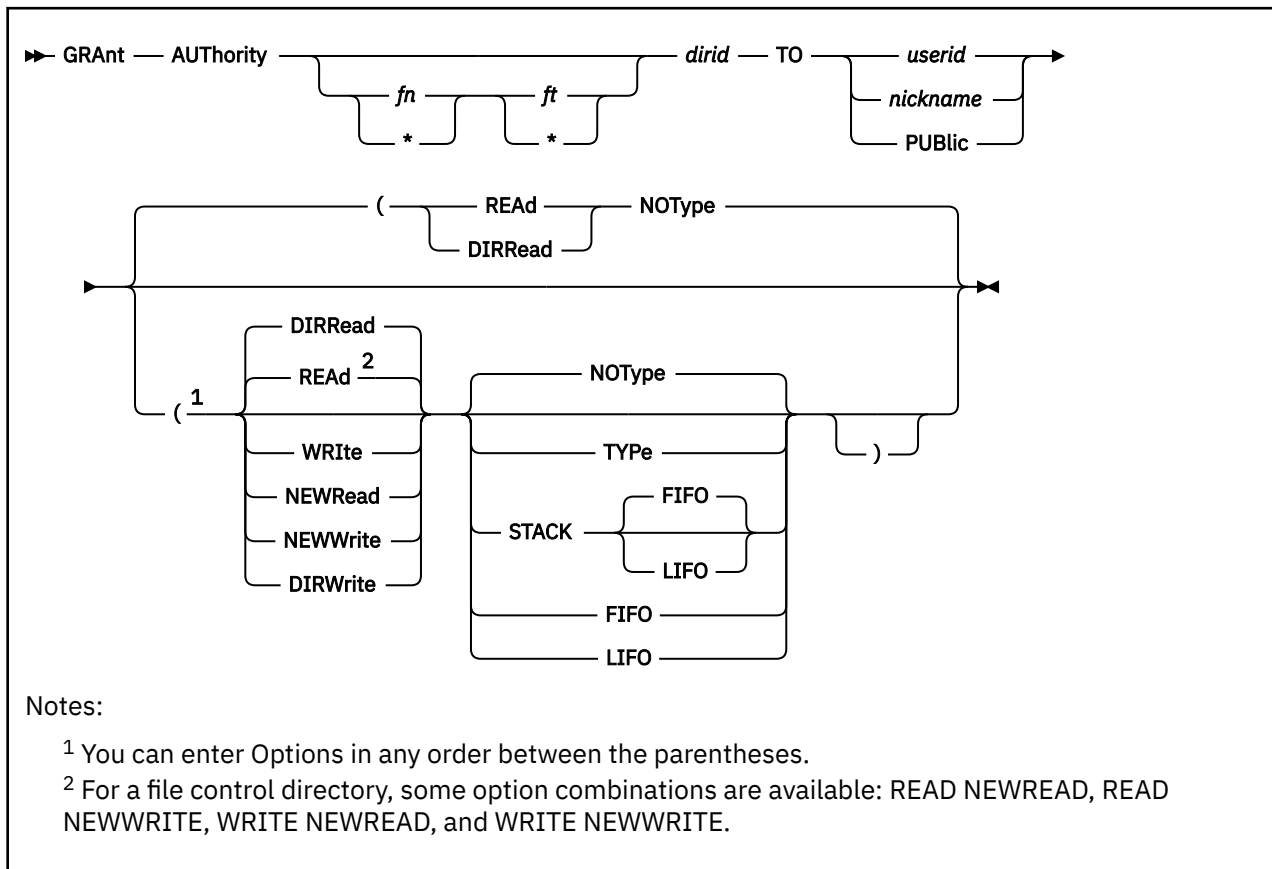 GRAnt AUThority dirid TO userid
fn ft nickname
* * PUBlic
( REAd NOType
DIRRead
DIRRead
REAd 2 NOType
( 1
WRIte TYPe )
NEWRead FIFO
NEWWrite STACK
LIFO
DIRWrite
FIFO
LIFO
Notes:
1 You can enter Options in any order between the parentheses.
2 For a file control directory, some option combinations are available: READ NEWREAD, READ
NEWWRITE, WRITE NEWREAD, and WRITE NEWWRITE.